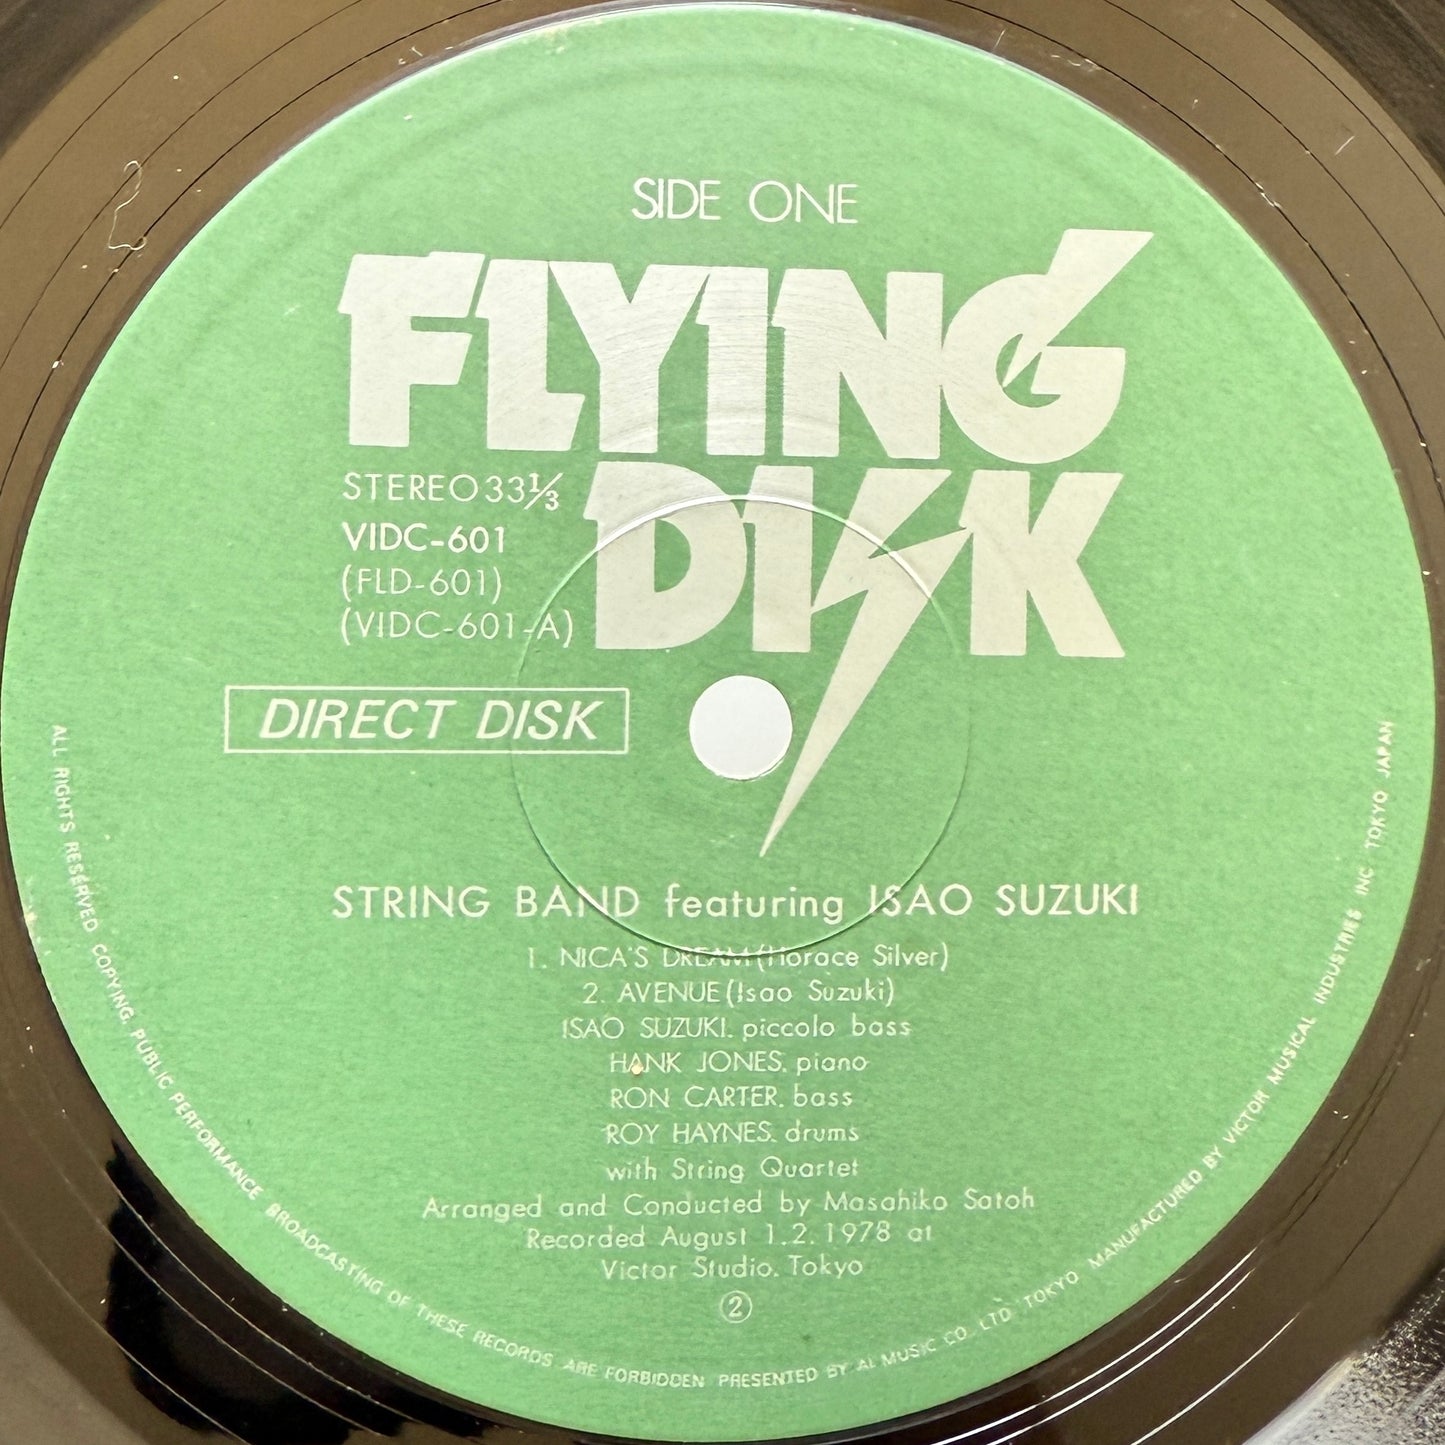 SIDE ONE
FLYING
DISK
STEREO 33⅓
VIDC-601
(FLD-601)
(VIDC-601-A)
DIRECT DISK
STRING BAND featuring ISAO SUZUKI
1. NICA'S DREAM (Horace Silver)
2. AVENUE (Isao Suzuki)
ISAO SUZUKI. piccolo bass
HANK JONES. piano
RON CARTER. bass
ROY HAYNES. drums
with String Quartet
Arranged and Conducted by Masahiko Satoh
Recorded August 1. 2. 1978 at
Victor Studio. Tokyo
②
ALL RIGHTS RESERVED COPYING. PUBLIC PERFORMANCE BROADCASTING OF THESE RECORDS ARE FORBIDDEN PRESENTED BY AI MUSIC CO. LTD TOKYO MANUFACTURED BY VICTOR MUSICAL INDUSTRIES INC TOKYO JAPAN